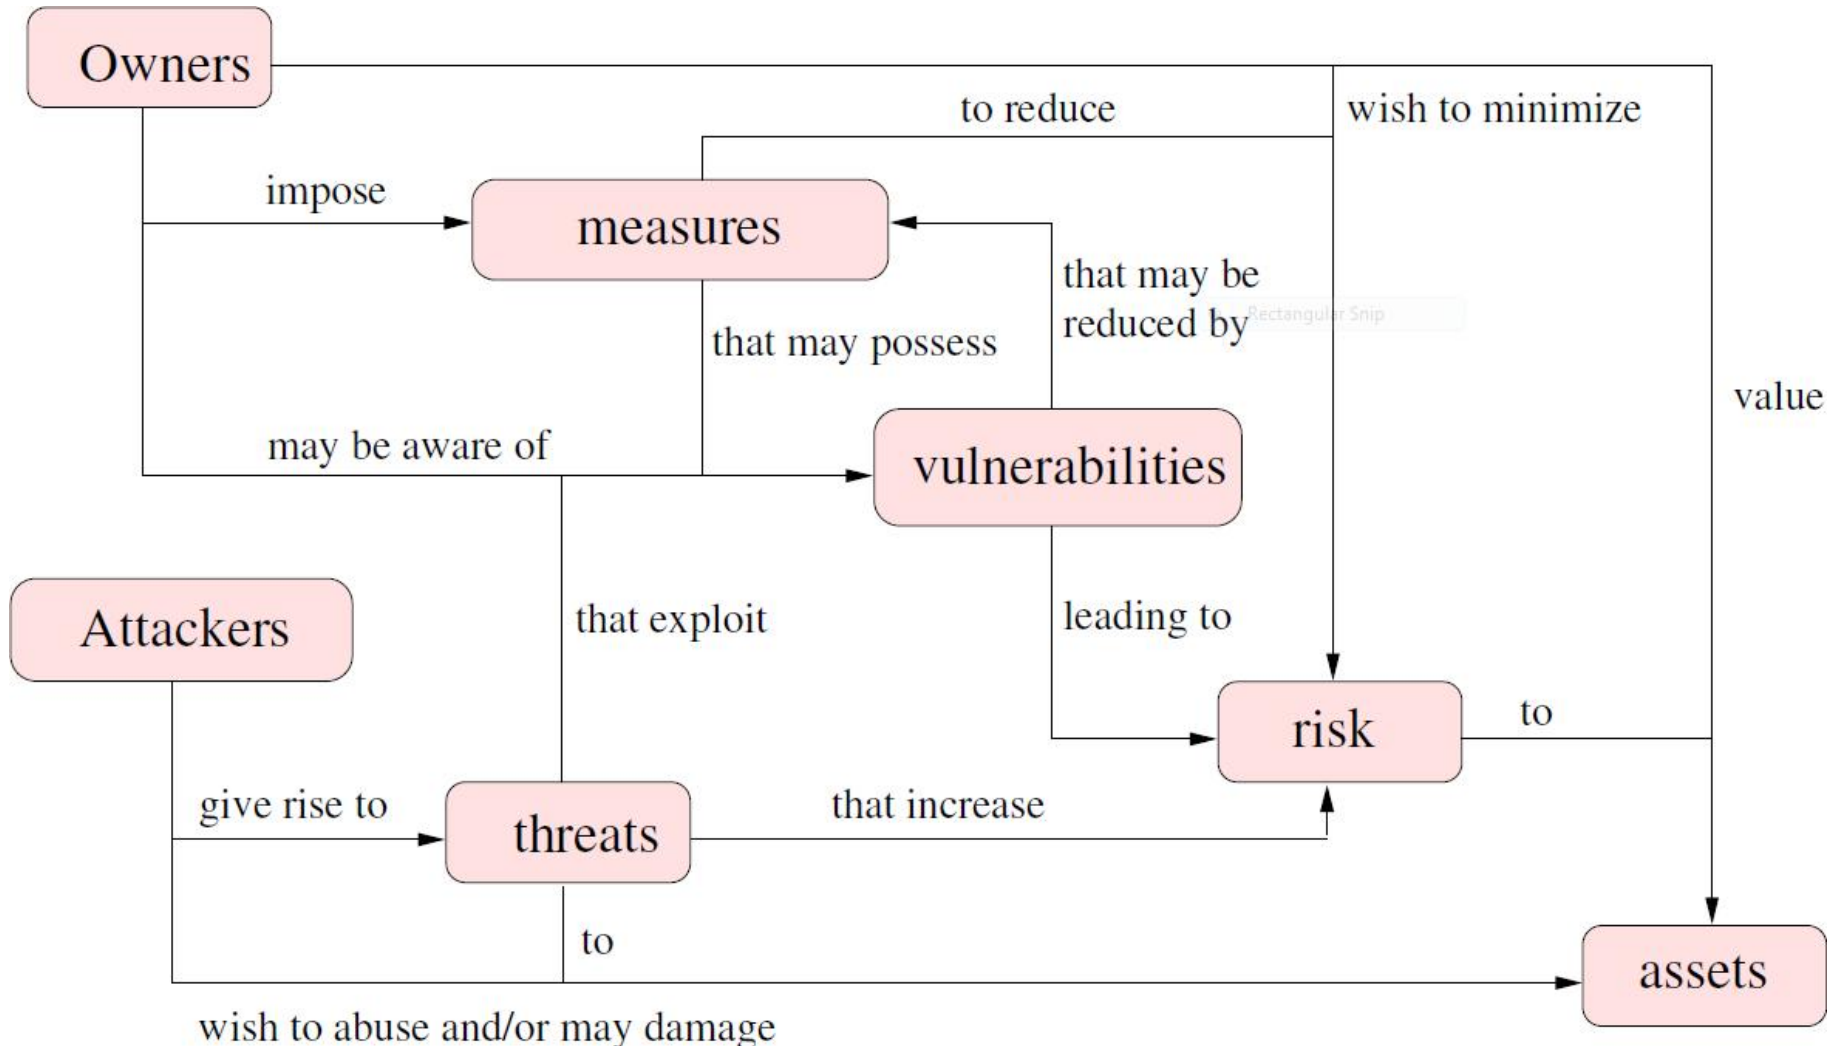 Owners
to reduce
wish to minimize
impose
measures
that may be
reduced by
Rectangular Snip
that may possess
value
may be aware of
vulnerabilities
Attackers
that exploit
leading to
risk
to
give rise to
threats
that increase
to
assets
wish to abuse and/or may damage